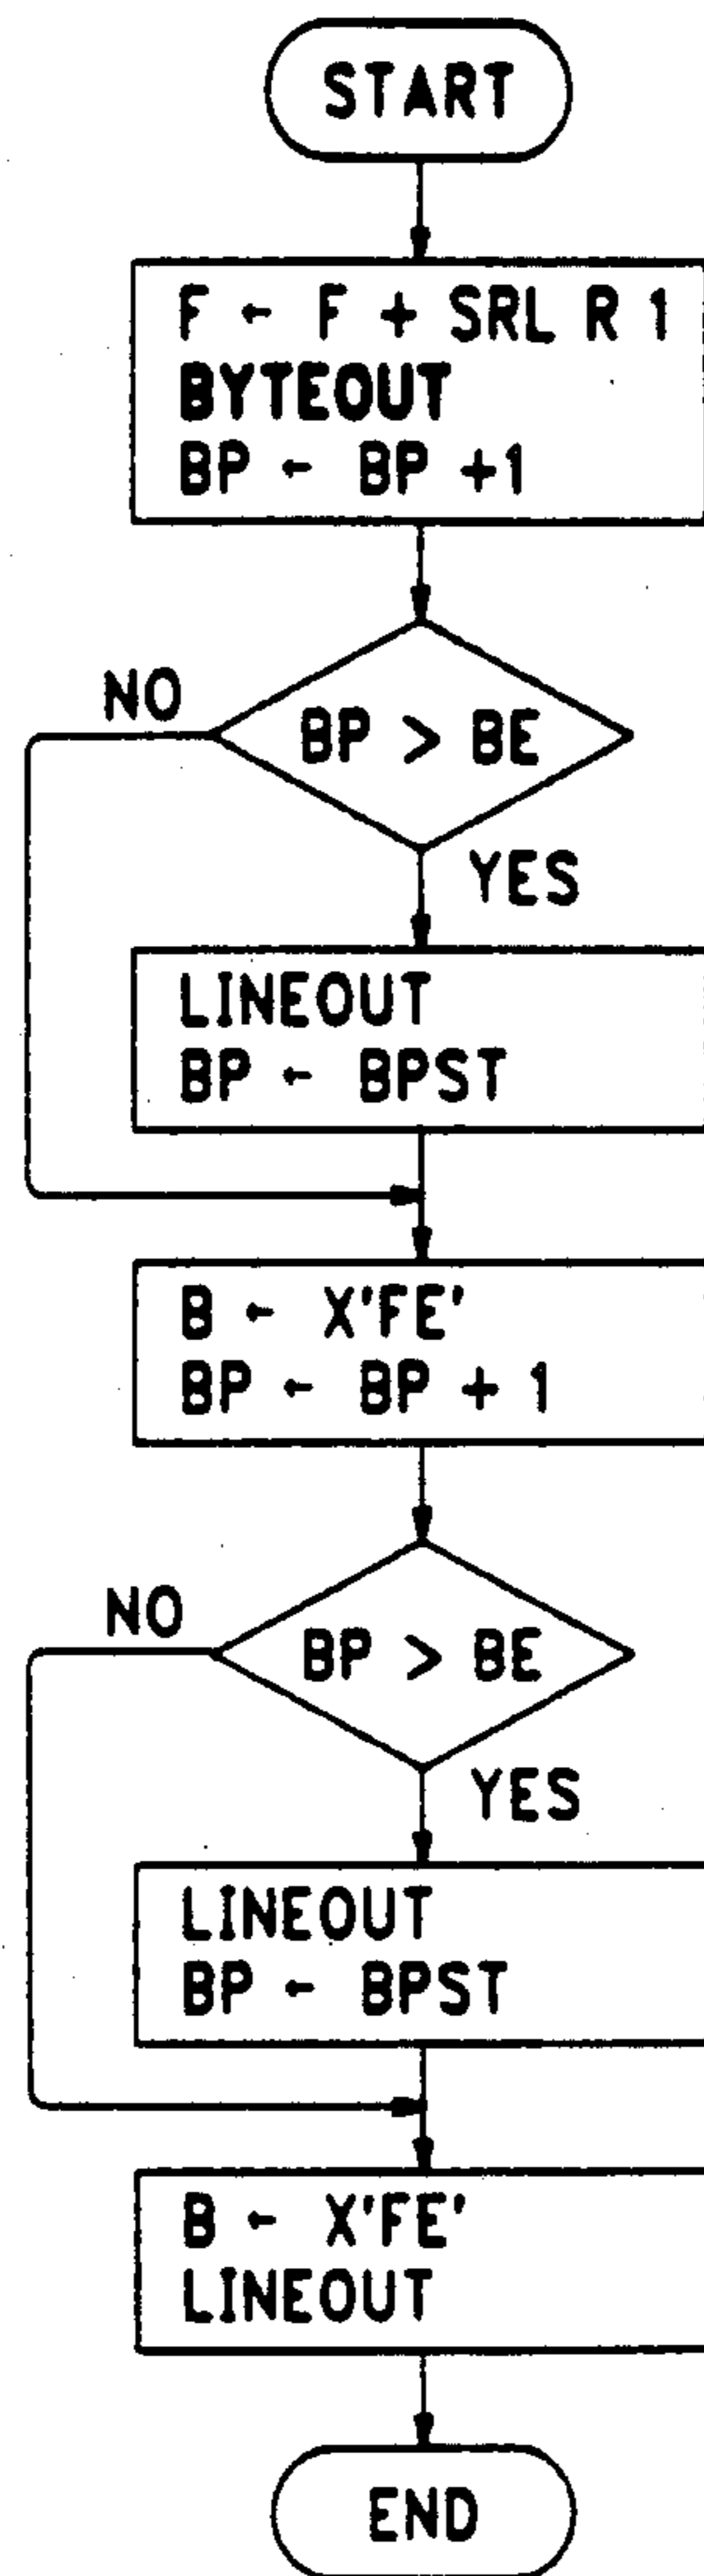 START
F ← F + SRL R 1
BYTEOUT
BP ← BP +1
NO
BP > BE
YES
LINEOUT
BP ← BPST
B ← X'FE'
BP ← BP + 1
NO
BP > BE
YES
LINEOUT
BP ← BPST
B ← X'FE'
LINEOUT
END